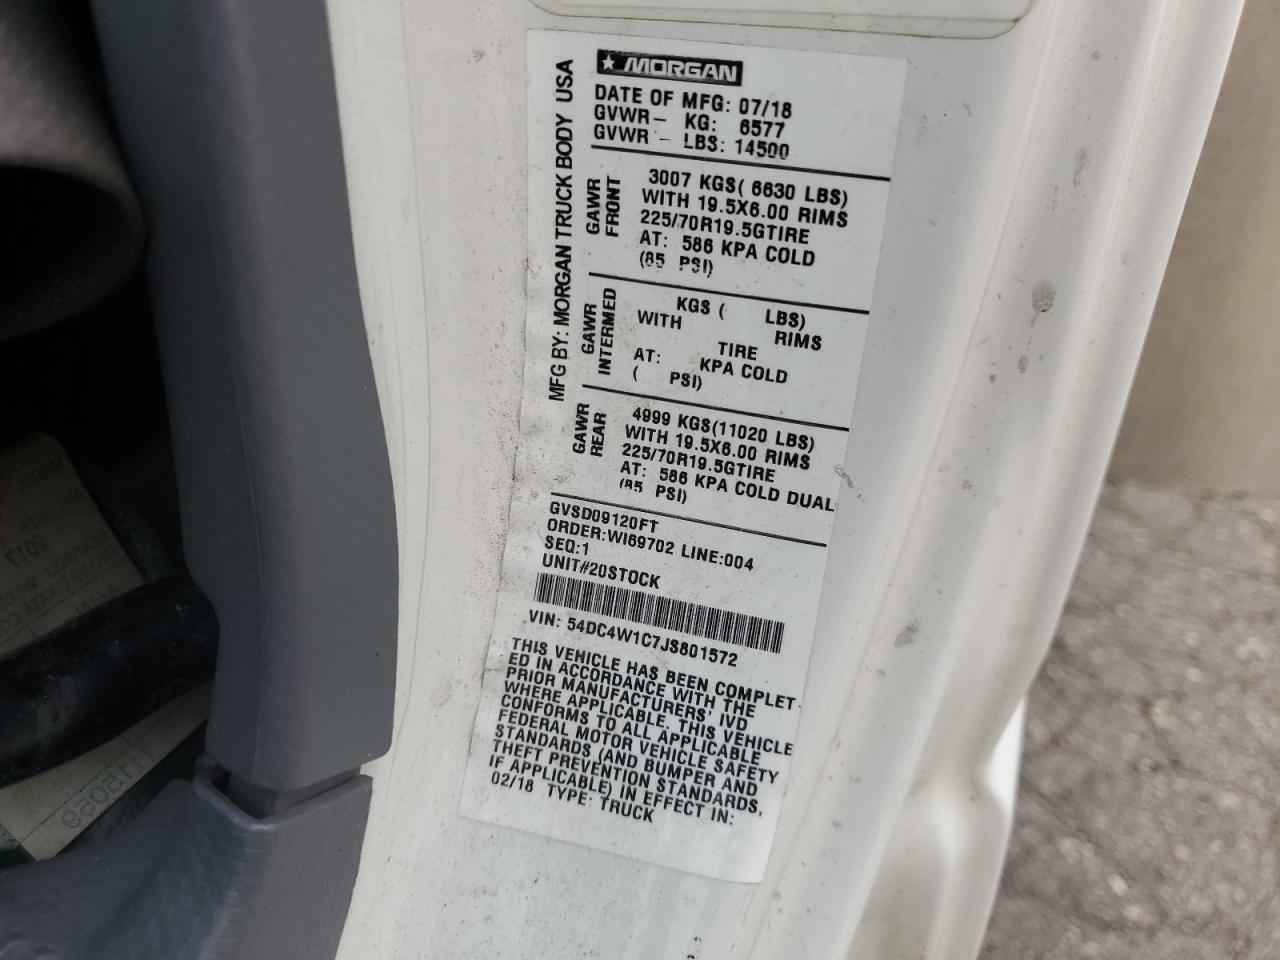 MORGAN
MFG BY: MORGAN TRUCK BODY USA
DATE OF MFG: 07/18
GVWR- KG: 6577
GVWR - LBS: 14500
GAWR
FRONT
3007 KGS( 6630 LBS)
WITH 19.5X6.00 RIMS
225/70R19.5GTIRE
AT: 586 KPA COLD
(85 PSI)
GAWR
INTERMED
KGS ( LBS)
WITH RIMS
TIRE
AT: KPA COLD
( PSI)
GAWR
REAR
4999 KGS(11020 LBS)
WITH 19.5X6.00 RIMS
225/70R19.5GTIRE
AT: 586 KPA COLD DUAL
(85 PSI)
GVSD09120FT
ORDER:WI69702 LINE:004
SEQ:1
UNIT#20STOCK
VIN: 54DC4W1C7JS801572
THIS VEHICLE HAS BEEN COMPLET
ED IN ACCORDANCE WITH THE
PRIOR MANUFACTURERS' IVD
WHERE APPLICABLE. THIS VEHICLE
CONFORMS TO ALL APPLICABLE
FEDERAL MOTOR VEHICLE SAFETY
STANDARDS (AND BUMPER AND
THEFT PREVENTION STANDARDS,
IF APPLICABLE) IN EFFECT IN:
02/18 TYPE: TRUCK
2017
1115059